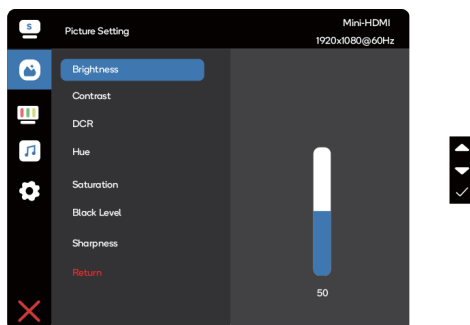 S
Picture Setting
Mini-HDMI
1920x1080@60Hz
Brightness
Contrast
DCR
Hue
Saturation
Black Level
Sharpness
Return
50